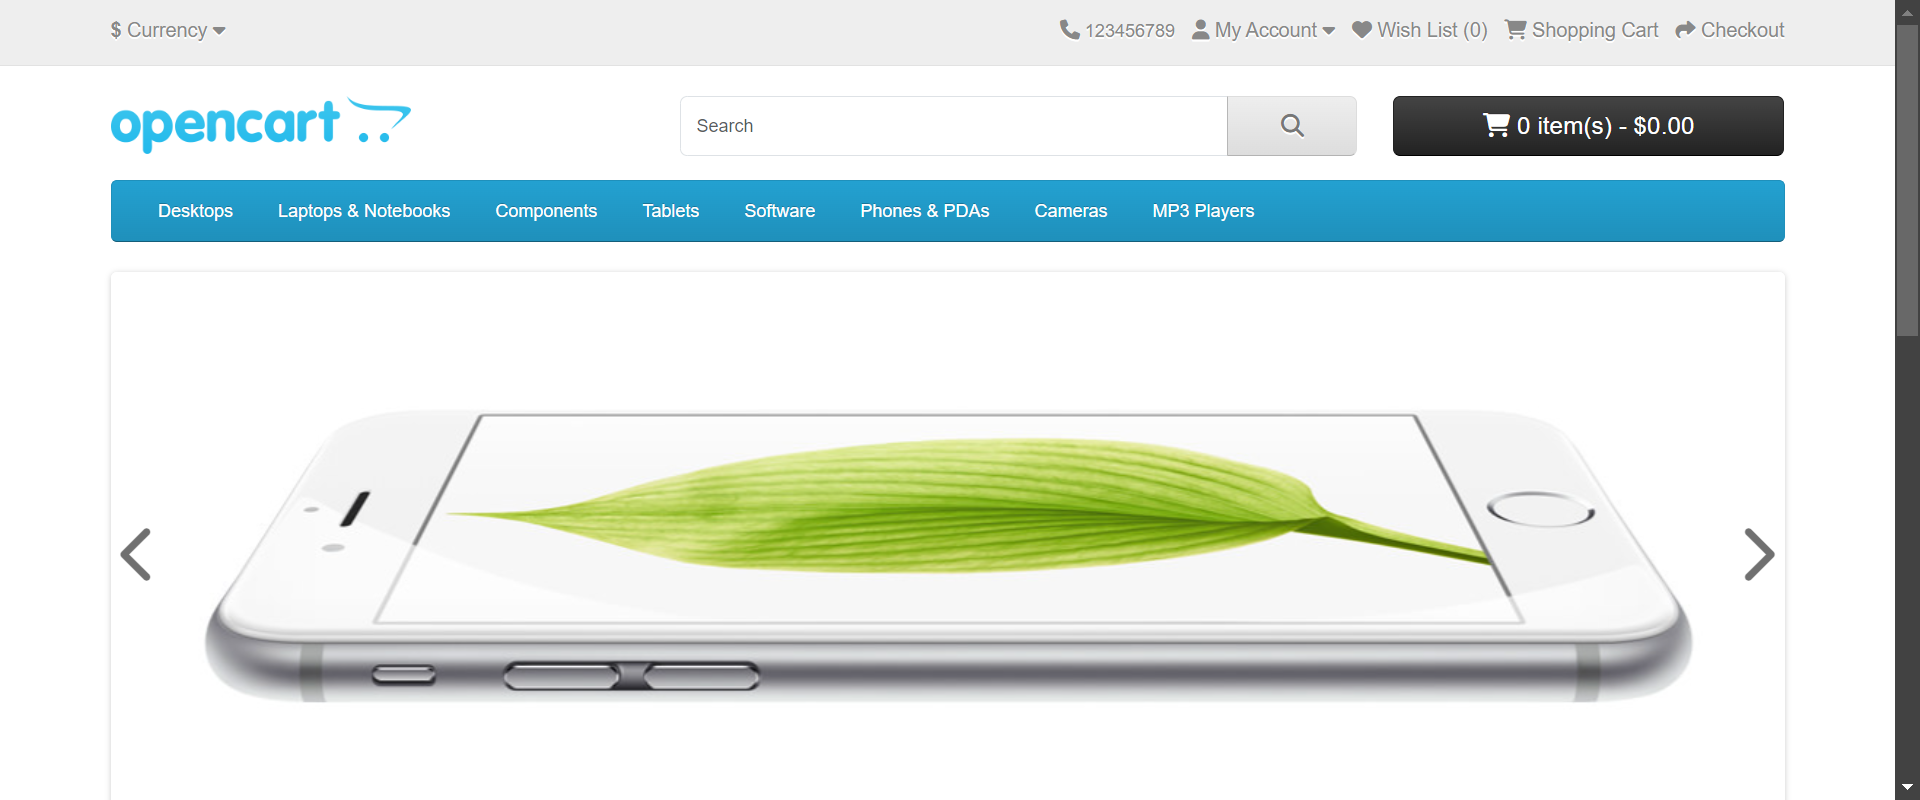 $ Currency
123456789 My Account Wish List (0) Shopping Cart Checkout
opencart
Search
0 item(s) - $0.00
Desktops Laptops & Notebooks Components Tablets Software Phones & PDAs Cameras MP3 Players